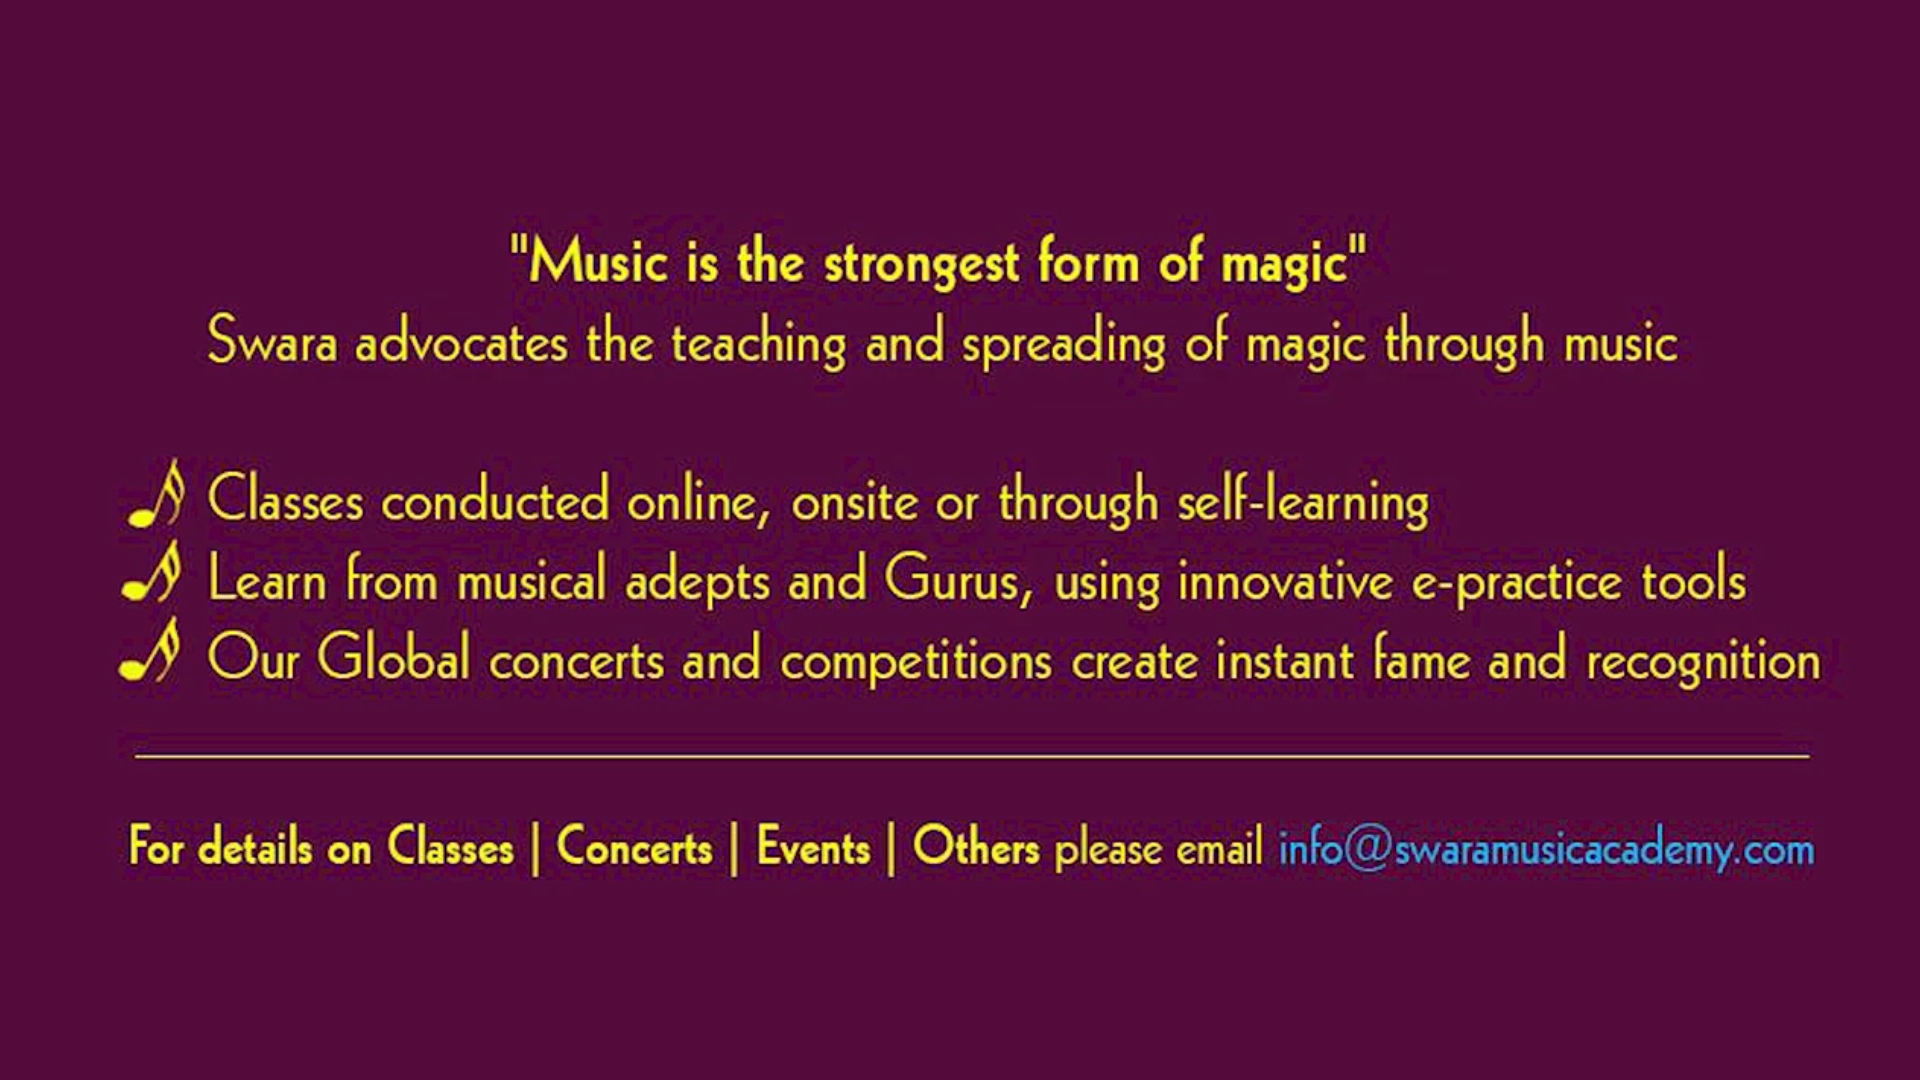 "Music is the strongest form of magic"
Swara advocates the teaching and spreading of magic through music
Classes conducted online, onsite or through self-learning
Learn from musical adepts and Gurus, using innovative e-practice tools
Our Global concerts and competitions create instant fame and recognition
For details on Classes | Concerts | Events | Others please email info@swaramusicacademy.com